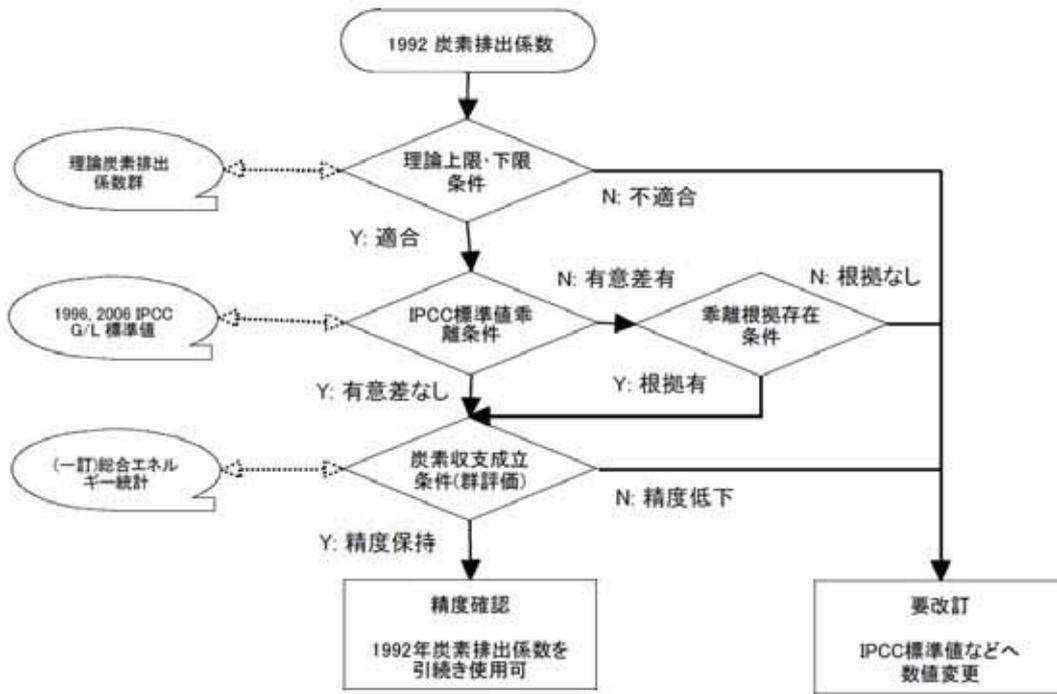 1992 炭素排出係数
理論炭素排出
係数群
理論上限・下限
条件
N: 不適合
Y: 適合
N: 有意差有
N: 根拠なし
1996, 2006 IPCC
G/L 標準値
IPCC標準値乖
離条件
乖離根拠存在
条件
Y: 有意差なし
Y: 根拠有
(一訂)総合エネル
ギー統計
炭素収支成立
条件(群評価)
N: 精度低下
Y: 精度保持
精度確認
1992年炭素排出係数を
引続き使用可
要改訂
IPCC標準値などへ
数値変更